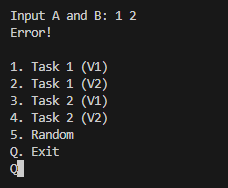 Input A and B: 1 2
Error!
1. Task 1 (V1)
2. Task 1 (V2)
3. Task 2 (V1)
4. Task 2 (V2)
5. Random
Q. Exit
Q